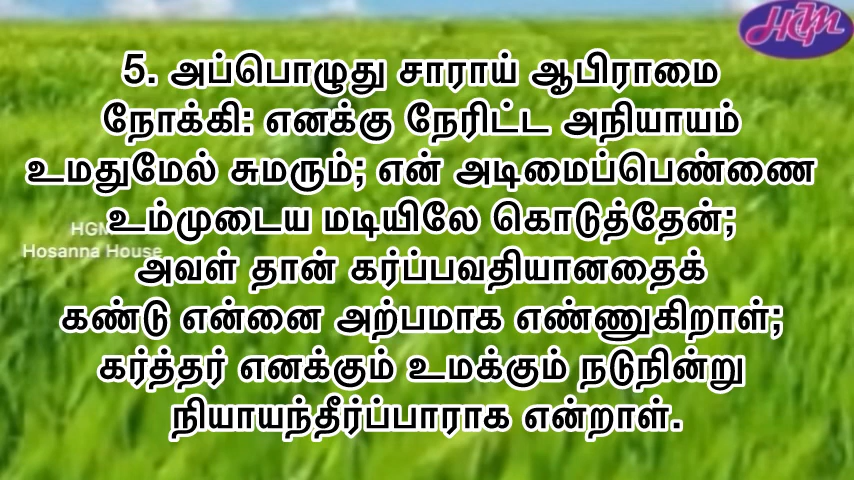 HGM
5. அப்பொழுது சாராய் ஆபிராமை
நோக்கி: எனக்கு நேரிட்ட அநியாயம்
உமதுமேல் சுமரும்; என் அடிமைப்பெண்ணை
உம்முடைய மடியிலே கொடுத்தேன்;
அவள் தான் கர்ப்பவதியானதைக்
கண்டு என்னை அற்பமாக எண்ணுகிறாள்;
கர்த்தர் எனக்கும் உமக்கும் நடுநின்று
நியாயந்தீர்ப்பாராக என்றாள்.
HGM
Hosanna House